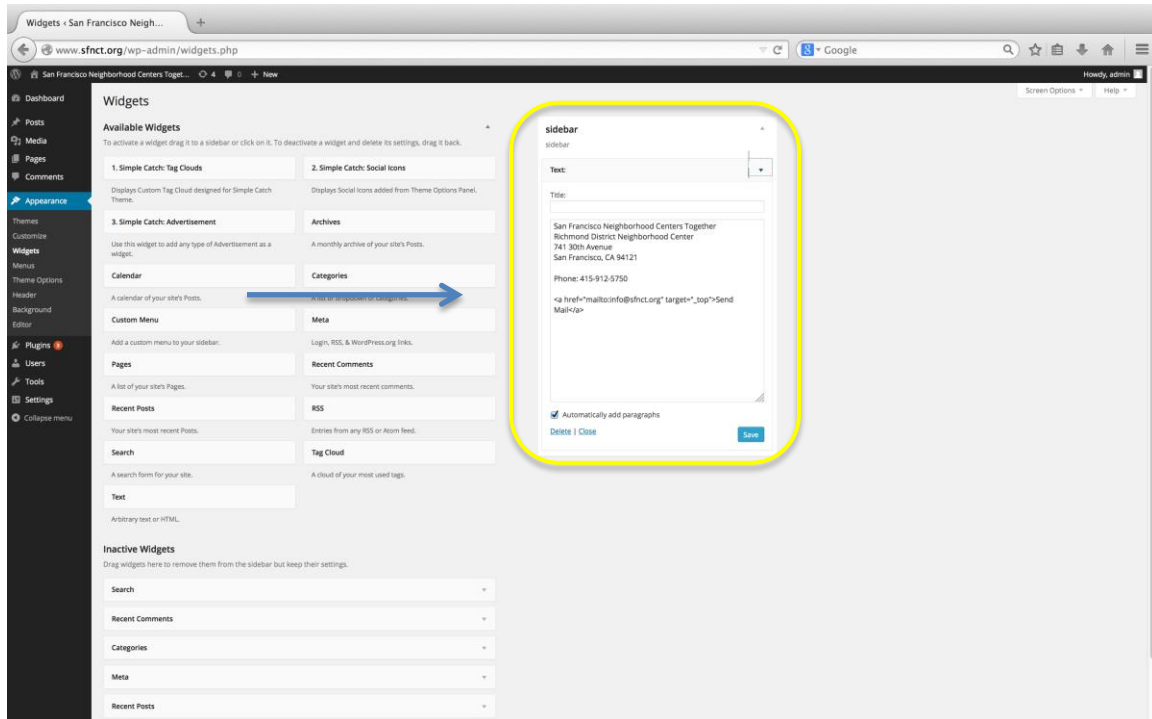 Widgets ‹ San Francisco Neigh...
www.sfnct.org/wp-admin/widgets.php
Google
San Francisco Neighborhood Centers Toget... 4 0 + New
Howdy, admin
Screen Options
Help
Dashboard
Posts
Media
Pages
Comments
Appearance
Themes
Customize
Widgets
Menus
Theme Options
Header
Background
Editor
Plugins
Users
Tools
Settings
Collapse menu
Widgets
Available Widgets
To activate a widget drag it to a sidebar or click on it. To deactivate a widget and delete its settings, drag it back.
1. Simple Catch: Tag Clouds
2. Simple Catch: Social Icons
Displays Custom Tag Cloud designed for Simple Catch
Theme.
Displays Social Icons added from Theme Options Panel.
3. Simple Catch: Advertisement
Archives
Use this widget to add any type of Advertisement as a
widget.
A monthly archive of your site's Posts.
Calendar
Categories
A calendar of your site's Posts.
A list or dropdown of categories.
Custom Menu
Meta
Add a custom menu to your sidebar.
Login, RSS, & WordPress.org links.
Pages
Recent Comments
A list of your site's Pages.
Your site's most recent comments.
Recent Posts
RSS
Your site's most recent Posts.
Entries from any RSS or Atom feed.
Search
Tag Cloud
A search form for your site.
A cloud of your most used tags.
Text
Arbitrary text or HTML.
Inactive Widgets
Drag widgets here to remove them from the sidebar but keep their settings.
Search
Recent Comments
Categories
Meta
Recent Posts
sidebar
sidebar
Text:
Title:
San Francisco Neighborhood Centers Together
Richmond District Neighborhood Center
741 30th Avenue
San Francisco, CA 94121
Phone: 415-912-5750
<a href="mailto:info@sfnct.org" target="_top">Send
Mail</a>
Automatically add paragraphs
Delete | Close
Save